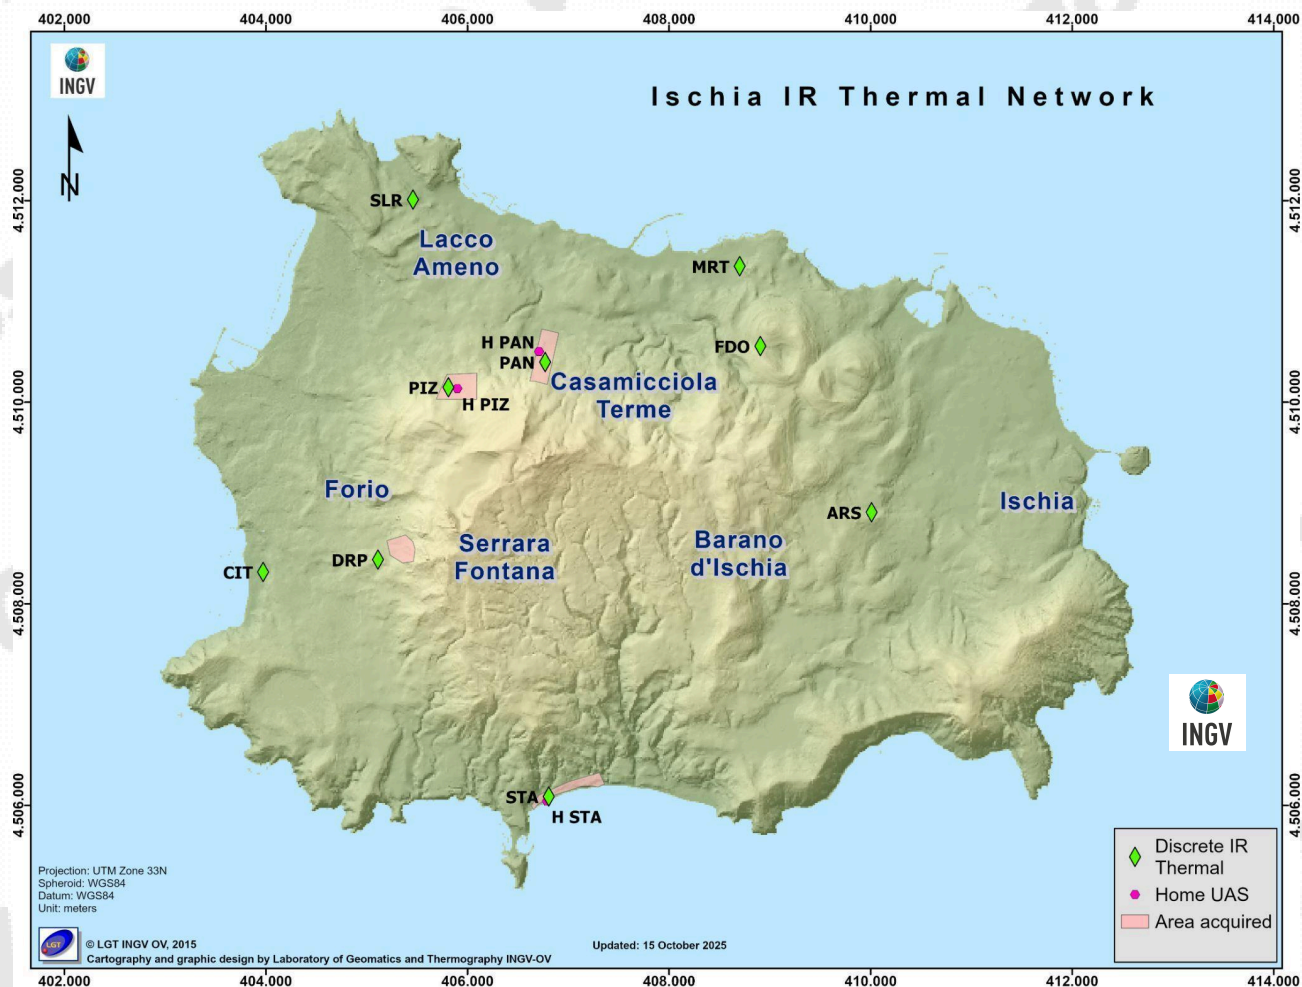 402.000 404.000 406.000 408.000 410.000 412.000 414.000
INGV
Ischia IR Thermal Network
N
4.512.000
4.512.000
SLR
Lacco
Ameno
MRT
H PAN
PAN
FDO
PIZ
H PIZ
Casamicciola
Terme
4.510.000
4.510.000
Forio
Ischia
ARS
Serrara
Fontana
Barano
d'Ischia
DRP
CIT
4.508.000
4.508.000
INGV
STA
H STA
4.506.000
4.506.000
Discrete IR
Thermal
Home UAS
Area acquired
Projection: UTM Zone 33N
Spheroid: WGS84
Datum: WGS84
Unit: meters
LGT
© LGT INGV OV, 2015
Updated: 15 October 2025
Cartography and graphic design by Laboratory of Geomatics and Thermography INGV-OV
402.000 404.000 406.000 408.000 410.000 412.000 414.000